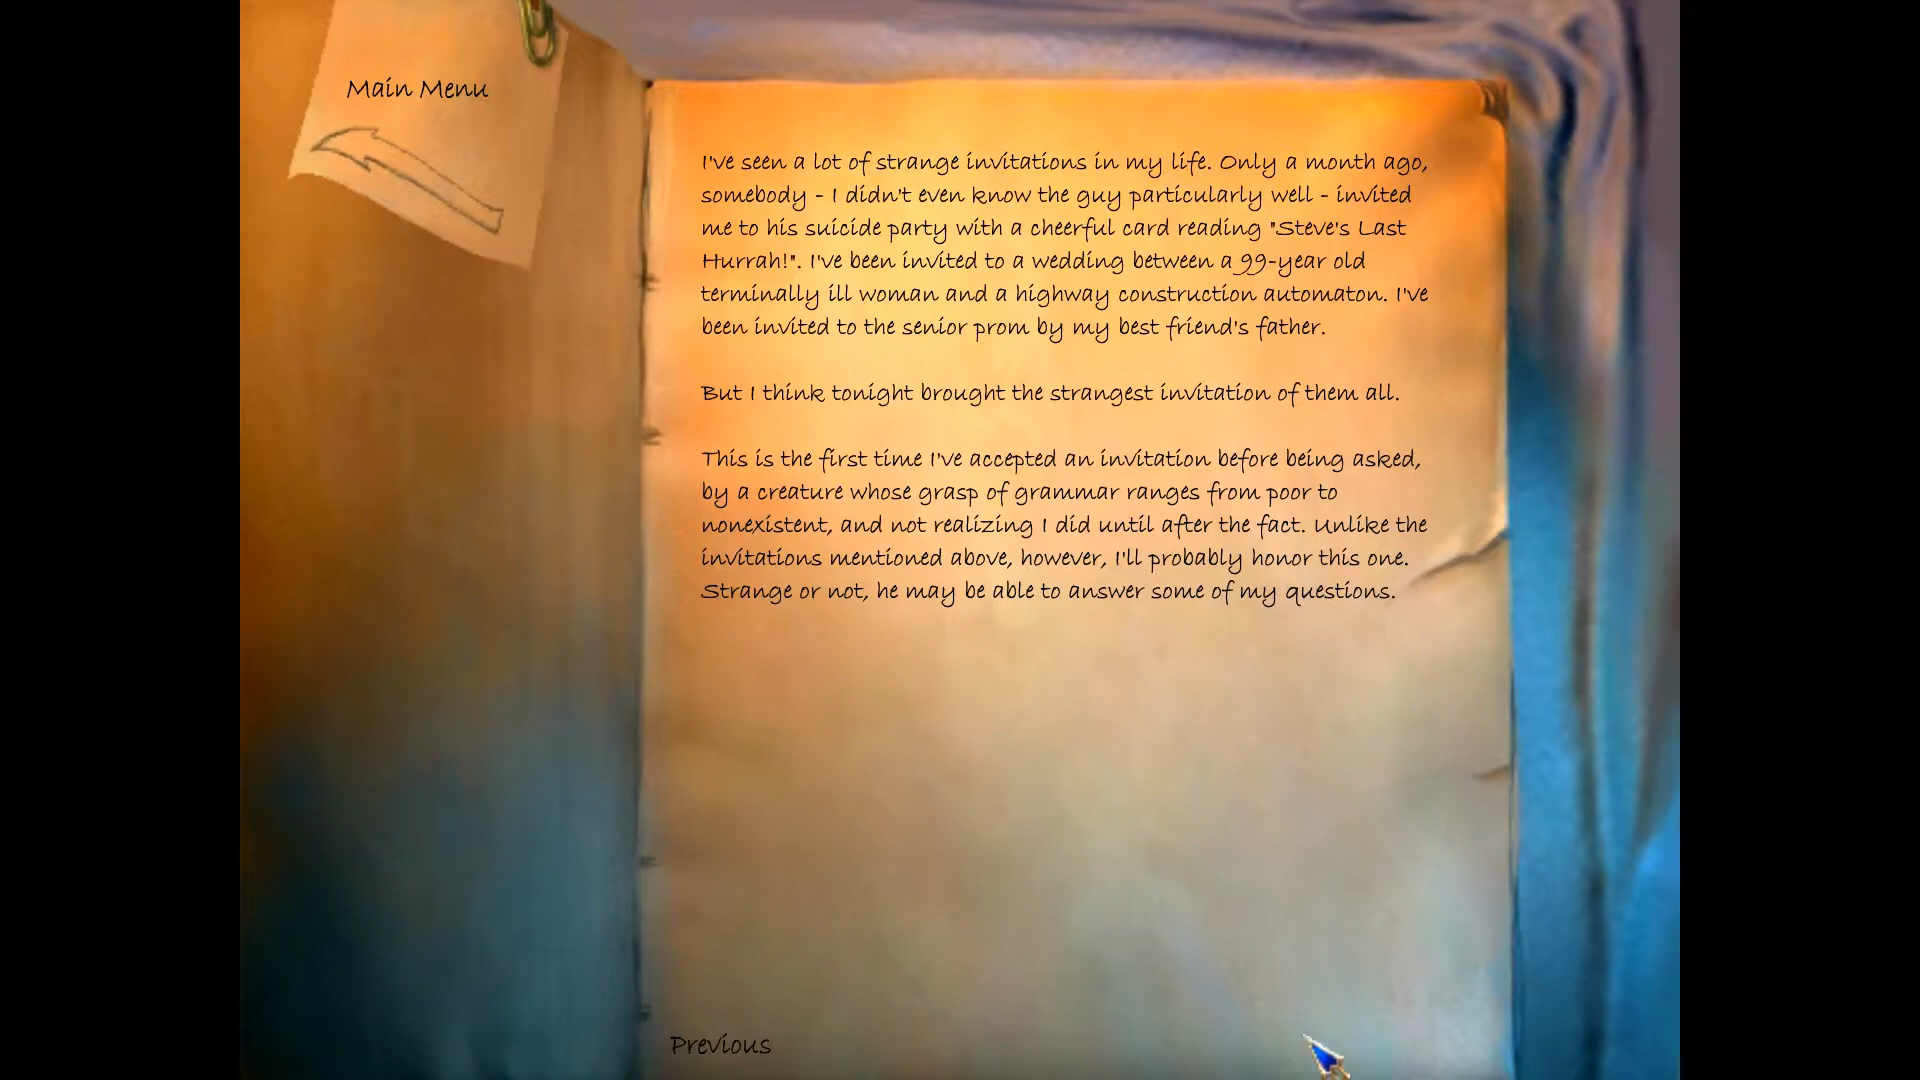 Main Menu
I've seen a lot of strange invitations in my life. Only a month ago,
somebody - I didn't even know the guy particularly well - invited
me to his suicide party with a cheerful card reading "Steve's Last
Hurrah!". I've been invited to a wedding between a 99-year old
terminally ill woman and a highway construction automaton. I've
been invited to the senior prom by my best friend's father.
But I think tonight brought the strangest invitation of them all.
This is the first time I've accepted an invitation before being asked,
by a creature whose grasp of grammar ranges from poor to
nonexistent, and not realizing I did until after the fact. Unlike the
invitations mentioned above, however, I'll probably honor this one.
Strange or not, he may be able to answer some of my questions.
Previous